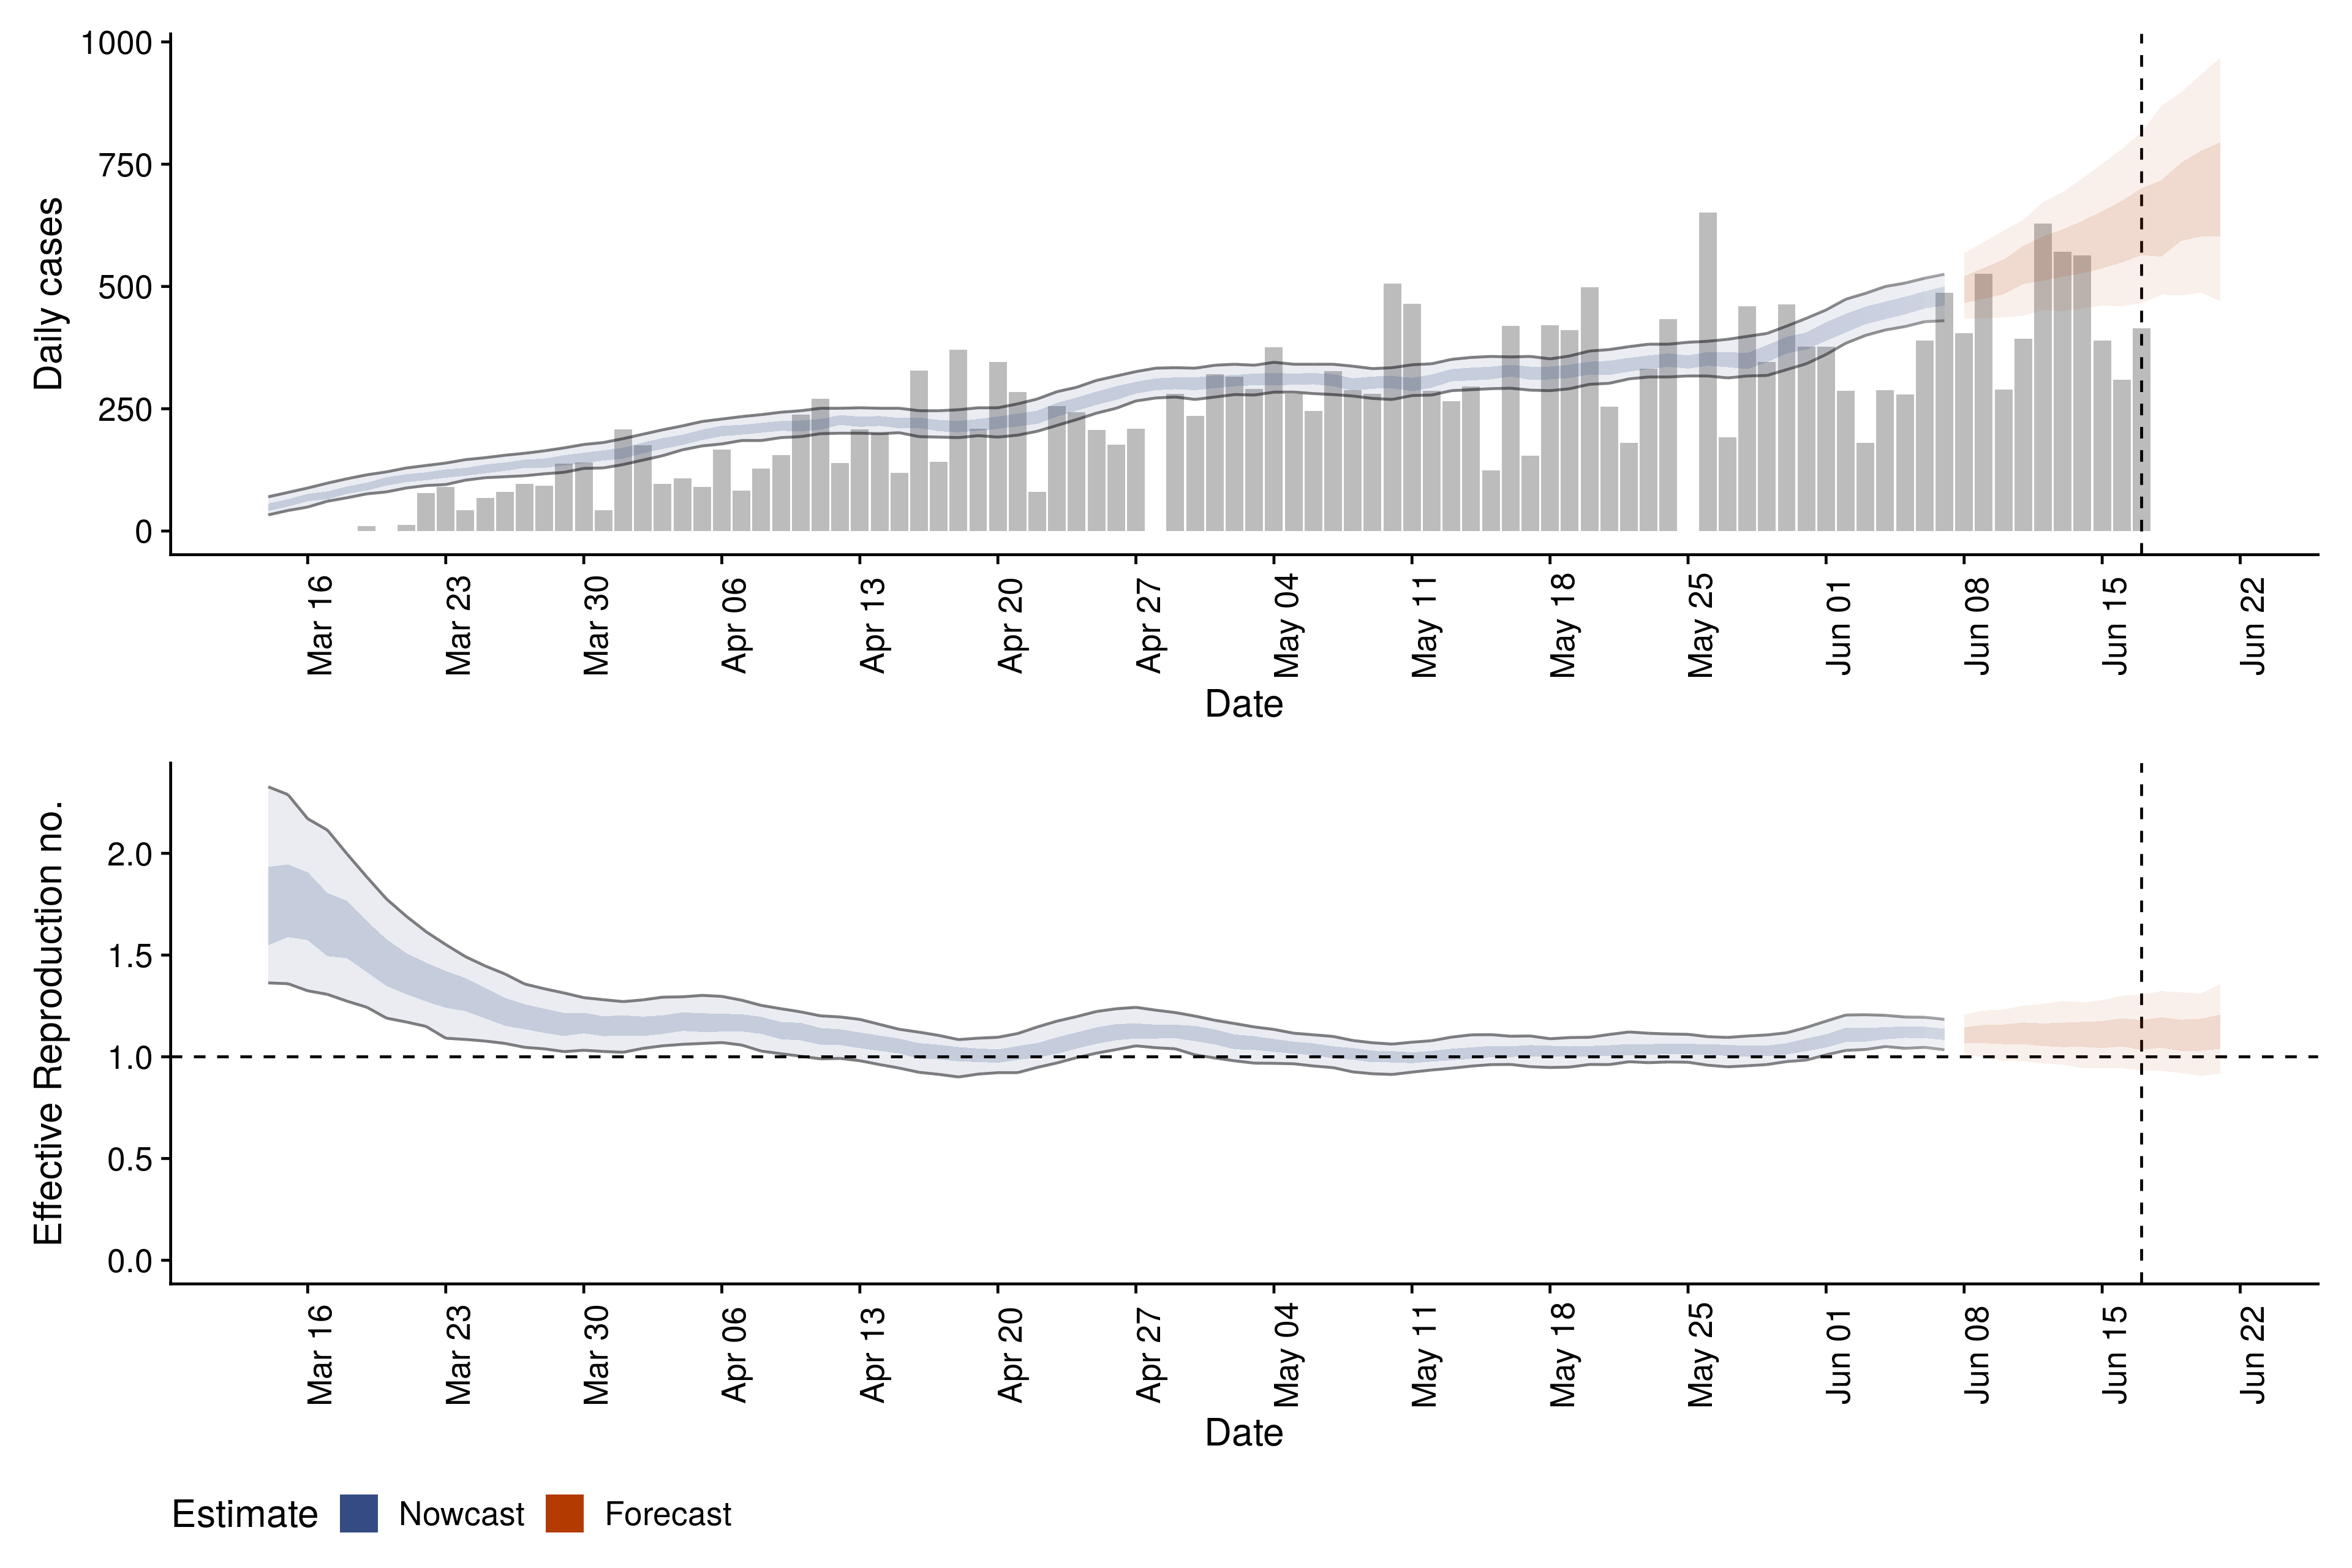 1000
750
500
250
0
Daily cases
Mar 16 Mar 23 Mar 30 Apr 06 Apr 13 Apr 20 Apr 27 May 04 May 11 May 18 May 25 Jun 01 Jun 08 Jun 15 Jun 22
Date
2.0
1.5
1.0
0.5
0.0
Effective Reproduction no.
Mar 16 Mar 23 Mar 30 Apr 06 Apr 13 Apr 20 Apr 27 May 04 May 11 May 18 May 25 Jun 01 Jun 08 Jun 15 Jun 22
Date
Estimate Nowcast Forecast